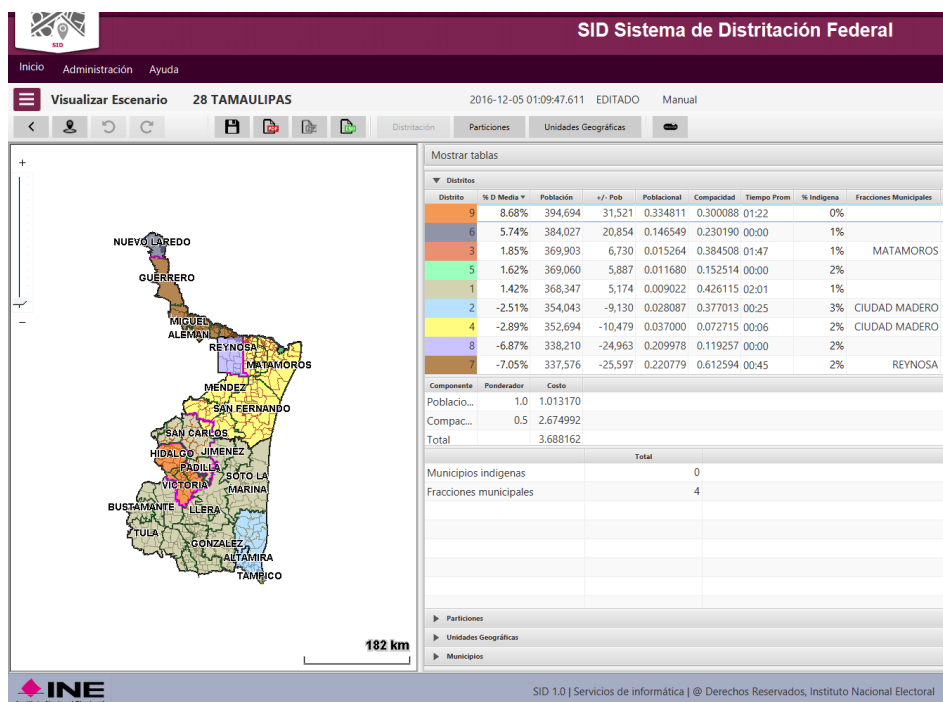 SID
SID Sistema de Distritación Federal
Inicio Administración Ayuda
Visualizar Escenario 28 TAMAULIPAS 2016-12-05 01:09:47.611 EDITADO Manual
Distritación Particiones Unidades Geográficas
Mostrar tablas
Distritos
Distrito % D Media Población +/- Pob Poblacional Compacidad Tiempo Prom % Indigena Fracciones Municipales
9 8.68% 394,694 31,521 0.334811 0.300088 01:22 0%
6 5.74% 384,027 20,854 0.146549 0.230190 00:00 1%
3 1.85% 369,903 6,730 0.015264 0.384508 01:47 1% MATAMOROS
5 1.62% 369,060 5,887 0.011680 0.152514 00:00 2%
1 1.42% 368,347 5,174 0.009022 0.426115 02:01 1%
2 -2.51% 354,043 -9,130 0.028087 0.377013 00:25 3% CIUDAD MADERO
4 -2.89% 352,694 -10,479 0.037000 0.072715 00:06 2% CIUDAD MADERO
8 -6.87% 338,210 -24,963 0.209978 0.119257 00:00 2%
7 -7.05% 337,576 -25,597 0.220779 0.612594 00:45 2% REYNOSA
Componente Ponderador Costo
Poblacio... 1.0 1.013170
Compac... 0.5 2.674992
Total 3.688162
Total
Municipios indigenas 0
Fracciones municipales 4
Particiones
Unidades Geográficas
Municipios
+
−
NUEVO LAREDO
GUERRERO
MIGUEL
ALEMAN
REYNOSA
MATAMOROS
MENDEZ
SAN FERNANDO
SAN CARLOS
HIDALGO
JIMENEZ
PADILLA
SOTO LA
MARINA
VICTORIA
BUSTAMANTE
LLERA
TULA
GONZALEZ
ALTAMIRA
TAMPICO
182 km
INE
SID 1.0 | Servicios de informática | @ Derechos Reservados, Instituto Nacional Electoral